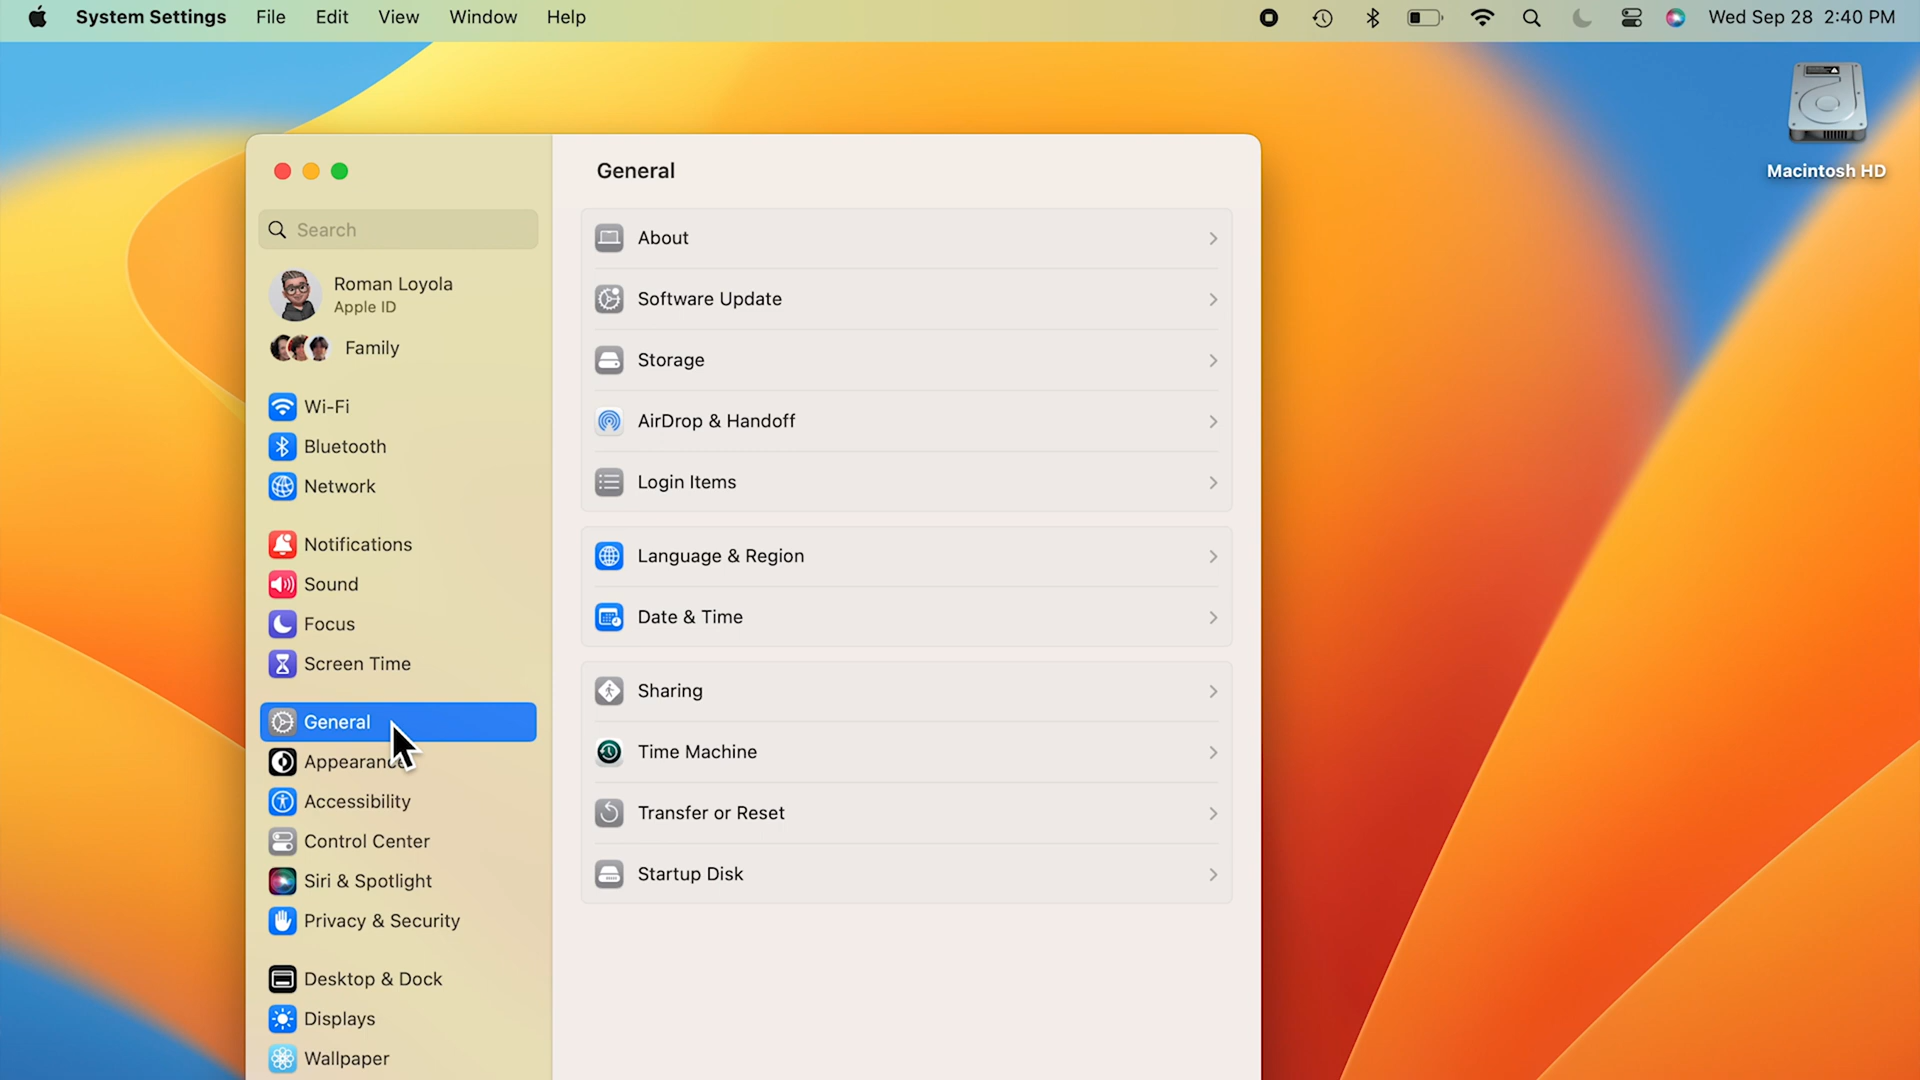 System Settings File Edit View Window Help Wed Sep 28 2:40 PM
Macintosh HD
General
Search
Roman Loyola
Apple ID
Family
Wi-Fi
Bluetooth
Network
Notifications
Sound
Focus
Screen Time
General
Appearance
Accessibility
Control Center
Siri & Spotlight
Privacy & Security
Desktop & Dock
Displays
Wallpaper
About
Software Update
Storage
AirDrop & Handoff
Login Items
Language & Region
Date & Time
Sharing
Time Machine
Transfer or Reset
Startup Disk